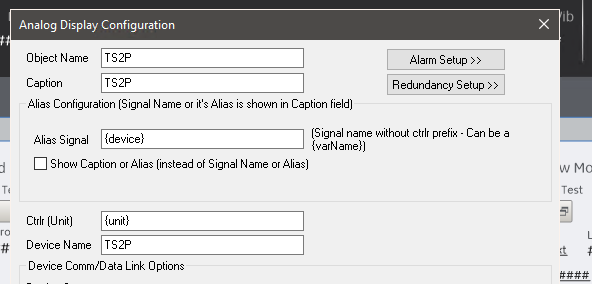 Analog Display Configuration
Object Name TS2P Alarm Setup >>
Caption TS2P Redundancy Setup >>
Alias Configuration (Signal Name or it's Alias is shown in Caption field)
Alias Signal {device} (Signal name without ctrlr prefix - Can be a
{varName})
Show Caption or Alias (instead of Signal Name or Alias)
Ctrlr (Unit) {unit}
Device Name TS2P
Device Comm/Data Link Options
Test
####